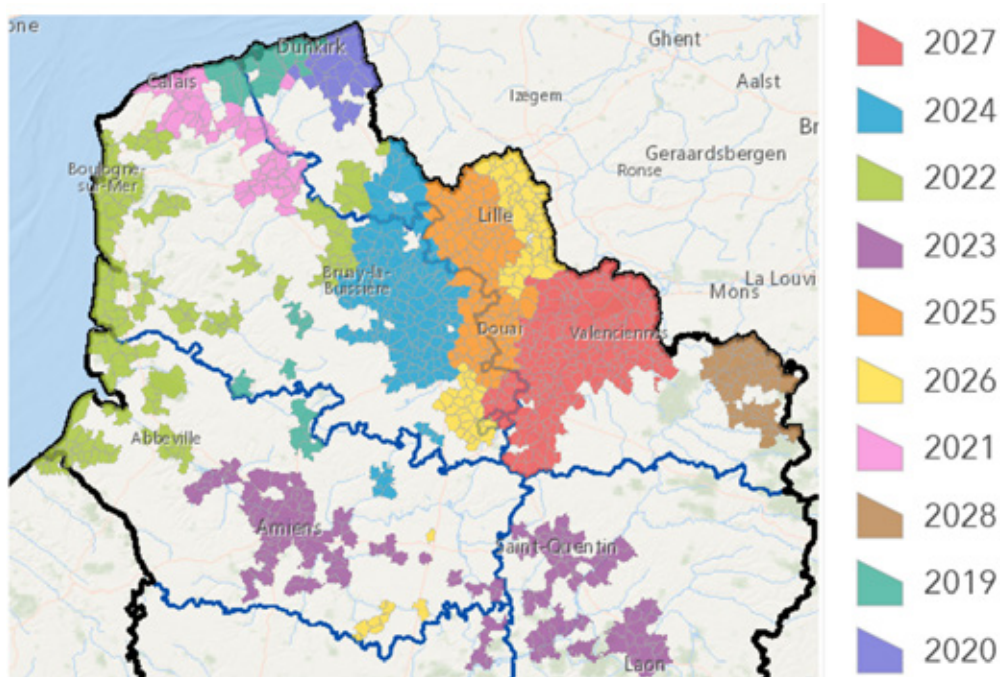 one
Dunkirk
Ghent
Calais
Aalst
Izegem
Br
Geraardsbergen
Boulogne-
sur-Mer
Ronse
Lille
La Louvi
Bruay-la-
Buissière
Mons
Douai
Valenciennes
Abbeville
Amiens
Saint-Quentin
Laon
2027
2024
2022
2023
2025
2026
2021
2028
2019
2020